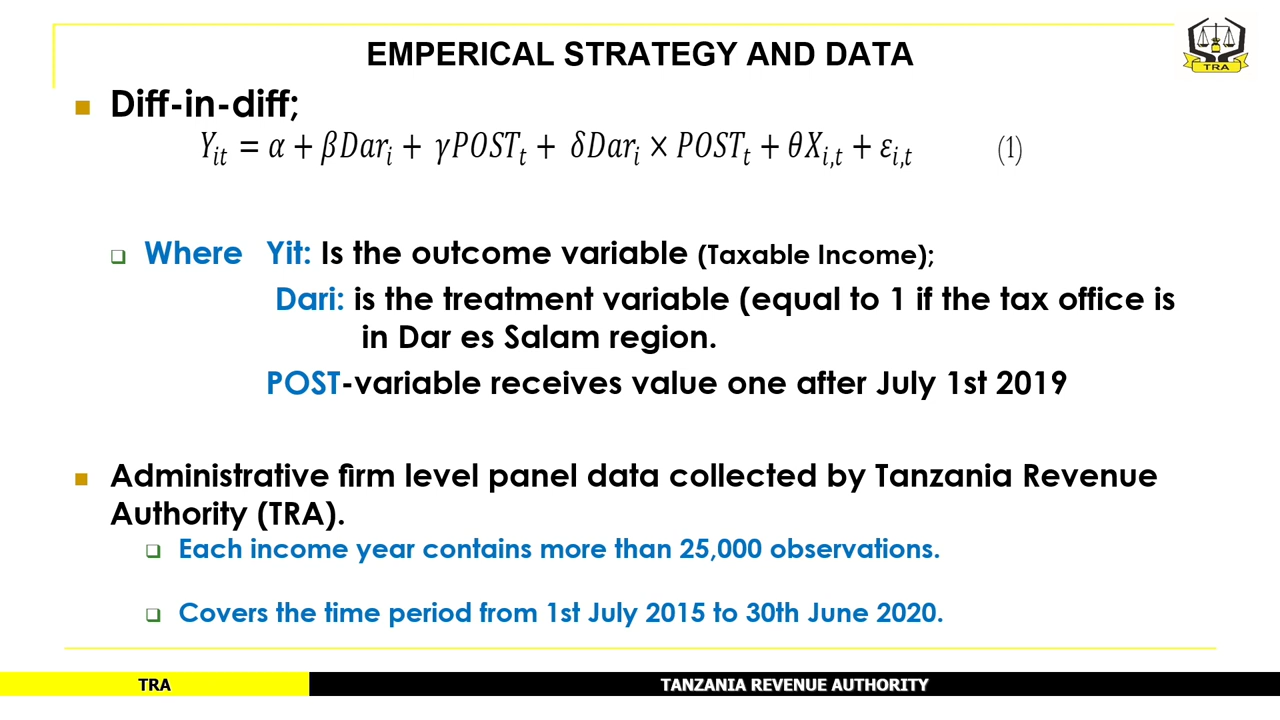 EMPERICAL STRATEGY AND DATA
TRA
Diff-in-diff;
Y_{it} = α + βDar_i + γPOST_t + δDar_i × POST_t + θX_{i,t} + ε_{i,t} (1)
Where Yit: Is the outcome variable (Taxable Income);
Dari: is the treatment variable (equal to 1 if the tax office is
in Dar es Salam region.
POST-variable receives value one after July 1st 2019
Administrative firm level panel data collected by Tanzania Revenue
Authority (TRA).
Each income year contains more than 25,000 observations.
Covers the time period from 1st July 2015 to 30th June 2020.
TRA
TANZANIA REVENUE AUTHORITY